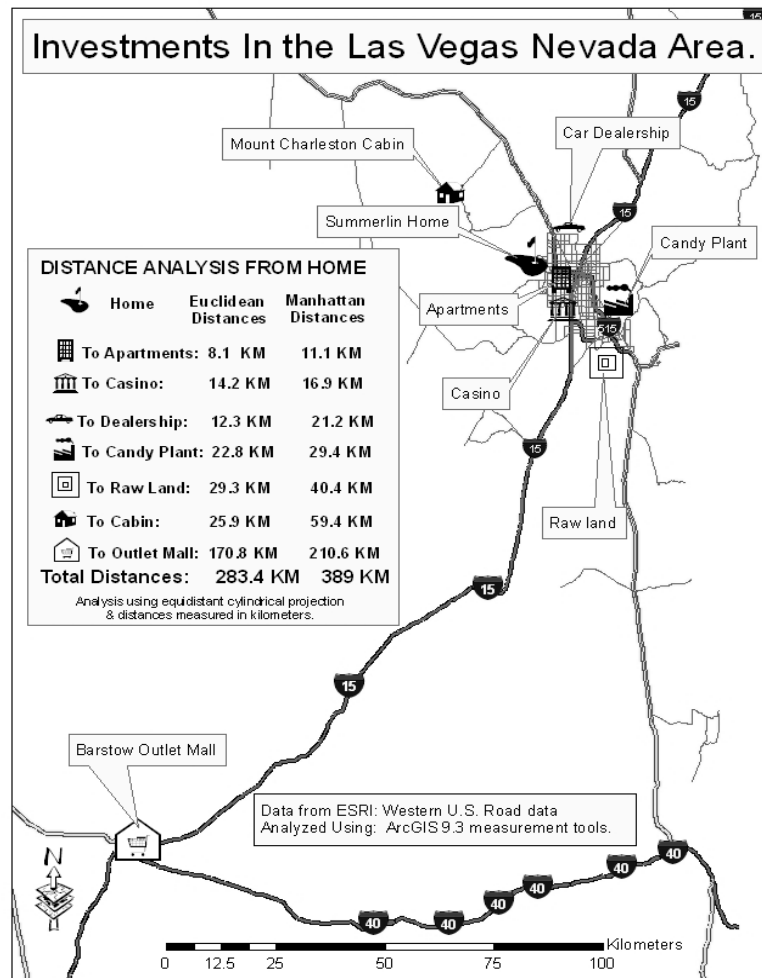 Investments In the Las Vegas Nevada Area.
15
15
Car Dealership
Mount Charleston Cabin
15
Summerlin Home
Candy Plant
DISTANCE ANALYSIS FROM HOME
Home Euclidean Distances Manhattan Distances
To Apartments: 8.1 KM 11.1 KM
To Casino: 14.2 KM 16.9 KM
To Dealership: 12.3 KM 21.2 KM
To Candy Plant: 22.8 KM 29.4 KM
To Raw Land: 29.3 KM 40.4 KM
To Cabin: 25.9 KM 59.4 KM
To Outlet Mall: 170.8 KM 210.6 KM
Total Distances: 283.4 KM 389 KM
Analysis using equidistant cylindrical projection
& distances measured in kilometers.
Apartments
515
Casino
15
Raw land
15
15
Barstow Outlet Mall
Data from ESRI: Western U.S. Road data
Analyzed Using: ArcGIS 9.3 measurement tools.
40
40
40
40
40
40
N
Kilometers
0 12.5 25 50 75 100